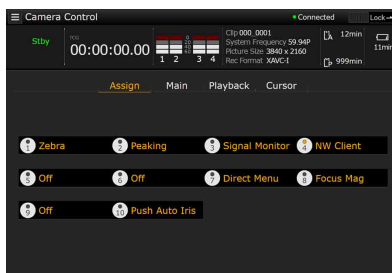 Camera Control
Connected
Lock
Stby
TCG
00:00:00.00
1 2 3 4
Clip 000_0001
System Frequency 59.94P
Picture Size 3840 x 2160
Rec Format XAVC-I
A 12min
B 999min
11min
Assign Main Playback Cursor
1 Zebra
2 Peaking
3 Signal Monitor
4 NW Client
5 Off
6 Off
7 Direct Menu
8 Focus Mag
9 Off
10 Push Auto Iris